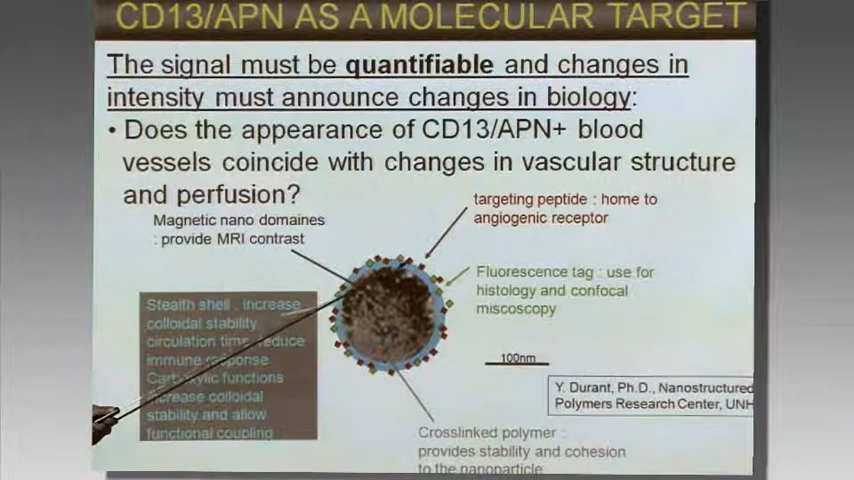 CD13/APN AS A MOLECULAR TARGET
The signal must be quantifiable and changes in
intensity must announce changes in biology:
• Does the appearance of CD13/APN+ blood
vessels coincide with changes in vascular structure
and perfusion?
Magnetic nano domaines
: provide MRI contrast
targeting peptide : home to
angiogenic receptor
Fluorescence tag : use for
histology and confocal
miscoscopy
Stealth shell : increase
colloidal stability
circulation time, reduce
immune response
Carboxylic functions
increase colloidal
stability and allow
functional coupling
100nm
Y. Durant, Ph.D., Nanostructured
Polymers Research Center, UNH
Crosslinked polymer :
provides stability and cohesion
to the nanoparticle